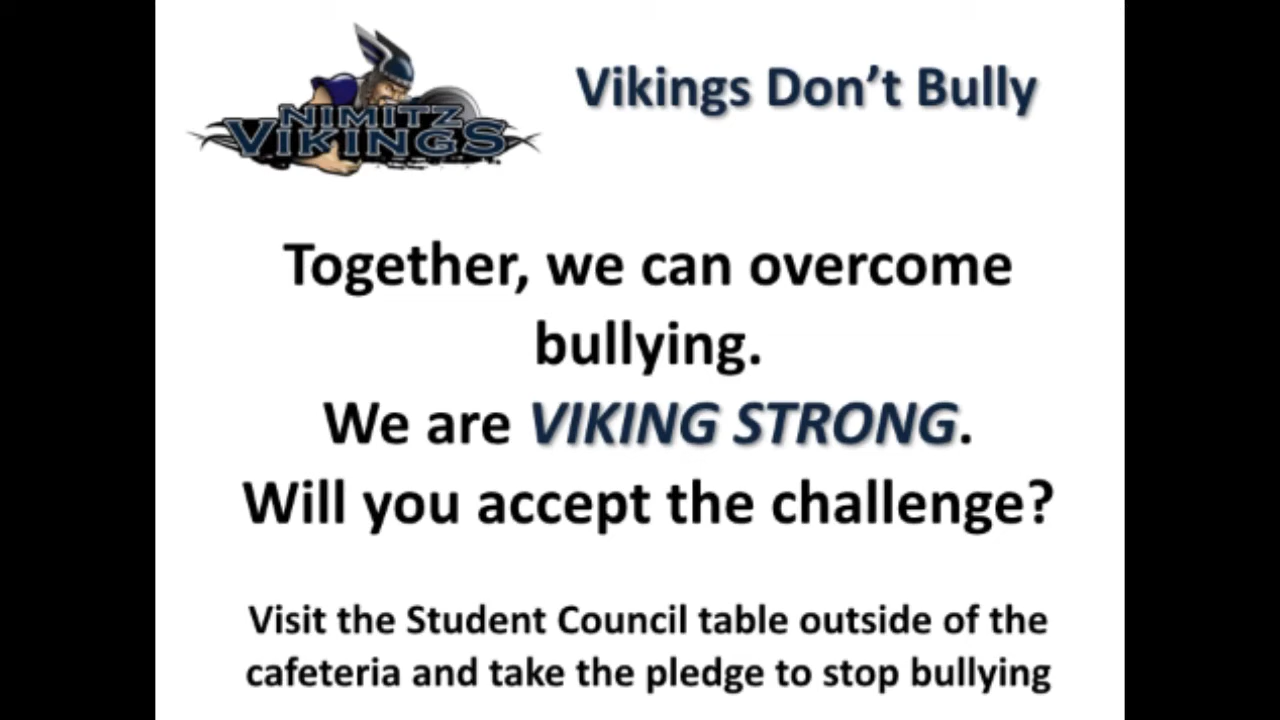 NIMITZ
VIKINGS
Vikings Don’t Bully
Together, we can overcome
bullying.
We are VIKING STRONG.
Will you accept the challenge?
Visit the Student Council table outside of the
cafeteria and take the pledge to stop bullying